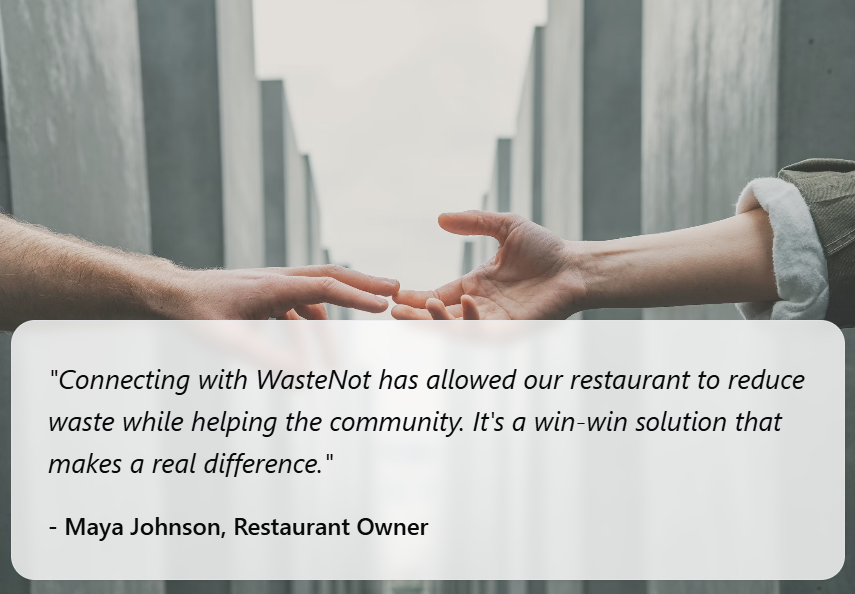 "Connecting with WasteNot has allowed our restaurant to reduce
waste while helping the community. It's a win-win solution that
makes a real difference."
- Maya Johnson, Restaurant Owner